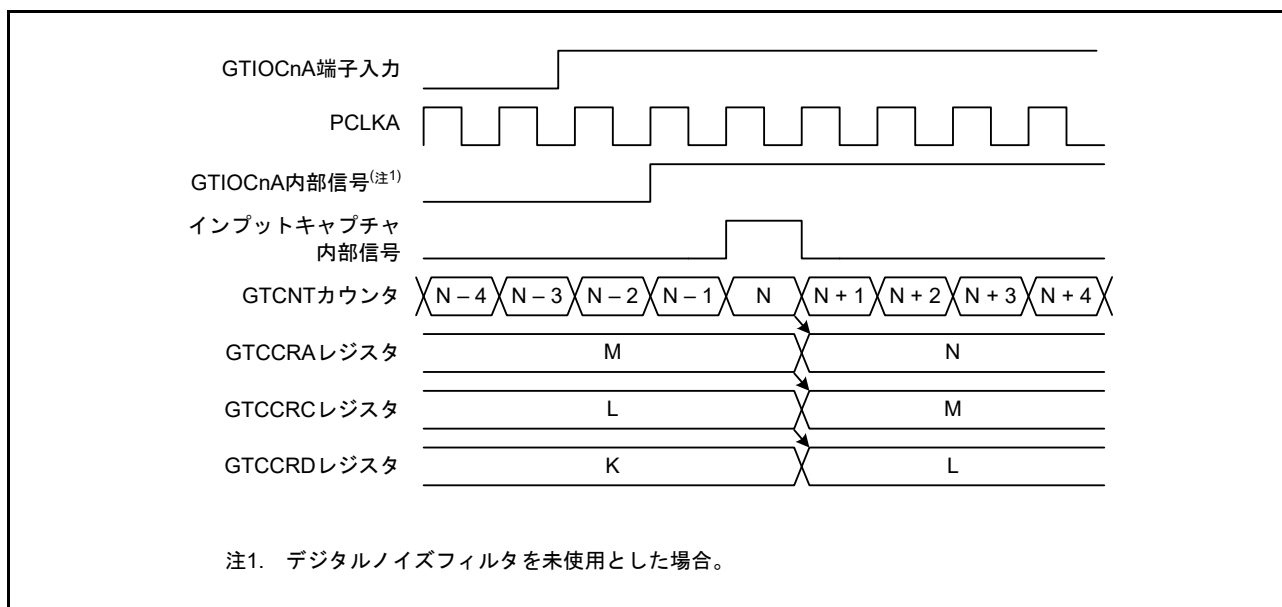 GTIOCnA端子入力
PCLKA
GTIOCnA内部信号(注1)
インプットキャプチャ
内部信号
GTCNTカウンタ N – 4 N – 3 N – 2 N – 1 N N + 1 N + 2 N + 3 N + 4
GTCCRAレジスタ M N
GTCCRCレジスタ L M
GTCCRDレジスタ K L
注1. デジタルノイズフィルタを未使用とした場合。